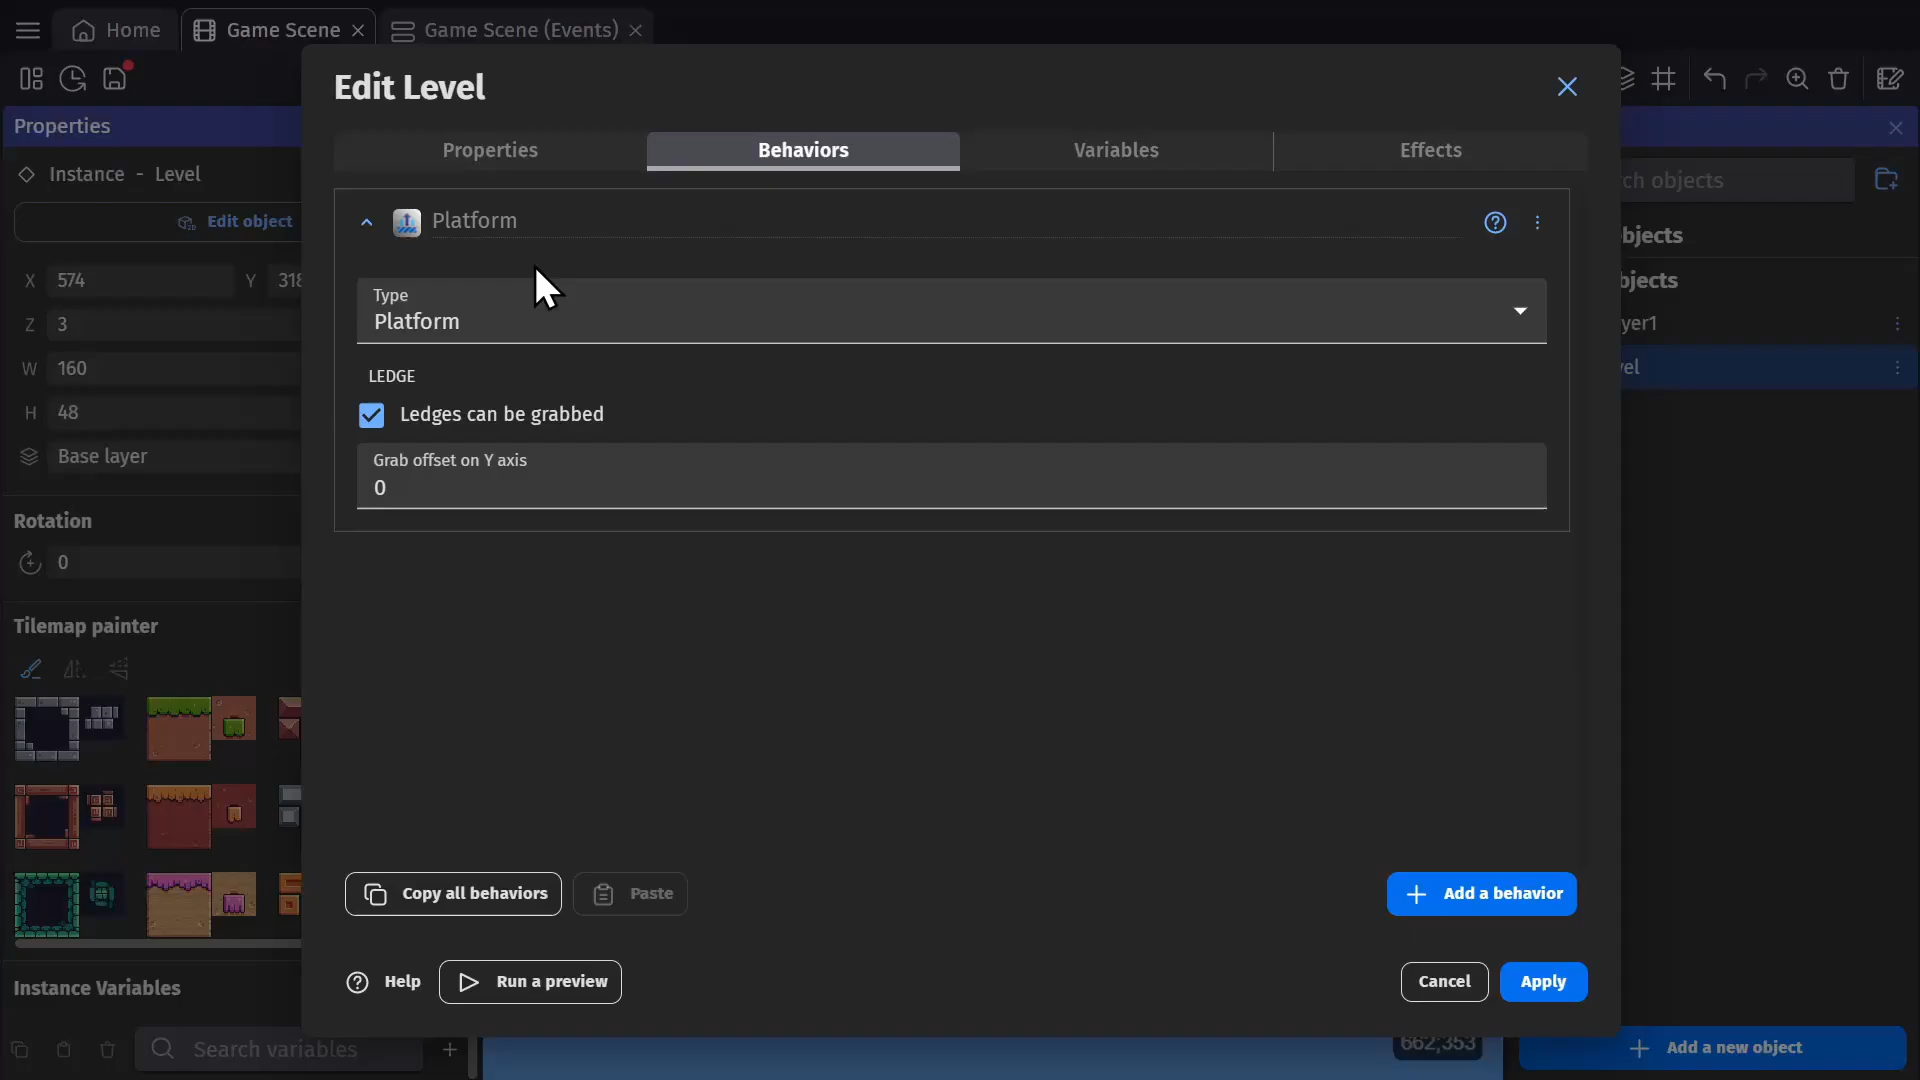 Home
Game Scene
Game Scene (Events)
Edit Level
Properties
Properties
Behaviors
Variables
Effects
Instance - Level
Edit object
X 574 Y 318
Z 3
W 160
H 48
Base layer
Rotation
0
Tilemap painter
Instance Variables
Search variables
Platform
Type
Platform
LEDGE
Ledges can be grabbed
Grab offset on Y axis
0
Copy all behaviors
Paste
Add a behavior
Help
Run a preview
Cancel
Apply
ch objects
bjects
bjects
yer1
vel
662;353
Add a new object